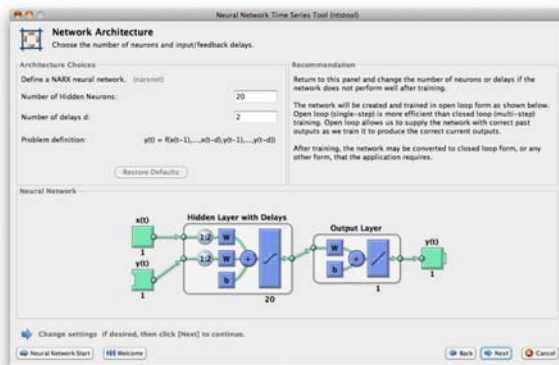 Neural Network Time Series Tool (ntstool)
Network Architecture
Choose the number of neurons and input/feedback delays.
Architecture Choices
Define a NARX neural network. (narxnet)
Number of Hidden Neurons: 20
Number of delays d: 2
Problem definition: y(t) = f(x(t-1),...,x(t-d),y(t-1),...,y(t-d))
Restore Defaults
Recommendation
Return to this panel and change the number of neurons or delays if the
network does not perform well after training.
The network will be created and trained in open loop form as shown below.
Open loop (single-step) is more efficient than closed loop (multi-step)
training. Open loop allows us to supply the network with correct past
outputs as we train it to produce the correct current outputs.
After training, the network may be converted to closed loop form, or any
other form, that the application requires.
Neural Network
Hidden Layer with Delays
Output Layer
x(t)
1
y(t)
1
1:2
W
1:2
W
b
+
20
W
b
+
1
y(t)
1
Change settings if desired, then click [Next] to continue.
Neural Network Start
Welcome
Back
Next
Cancel